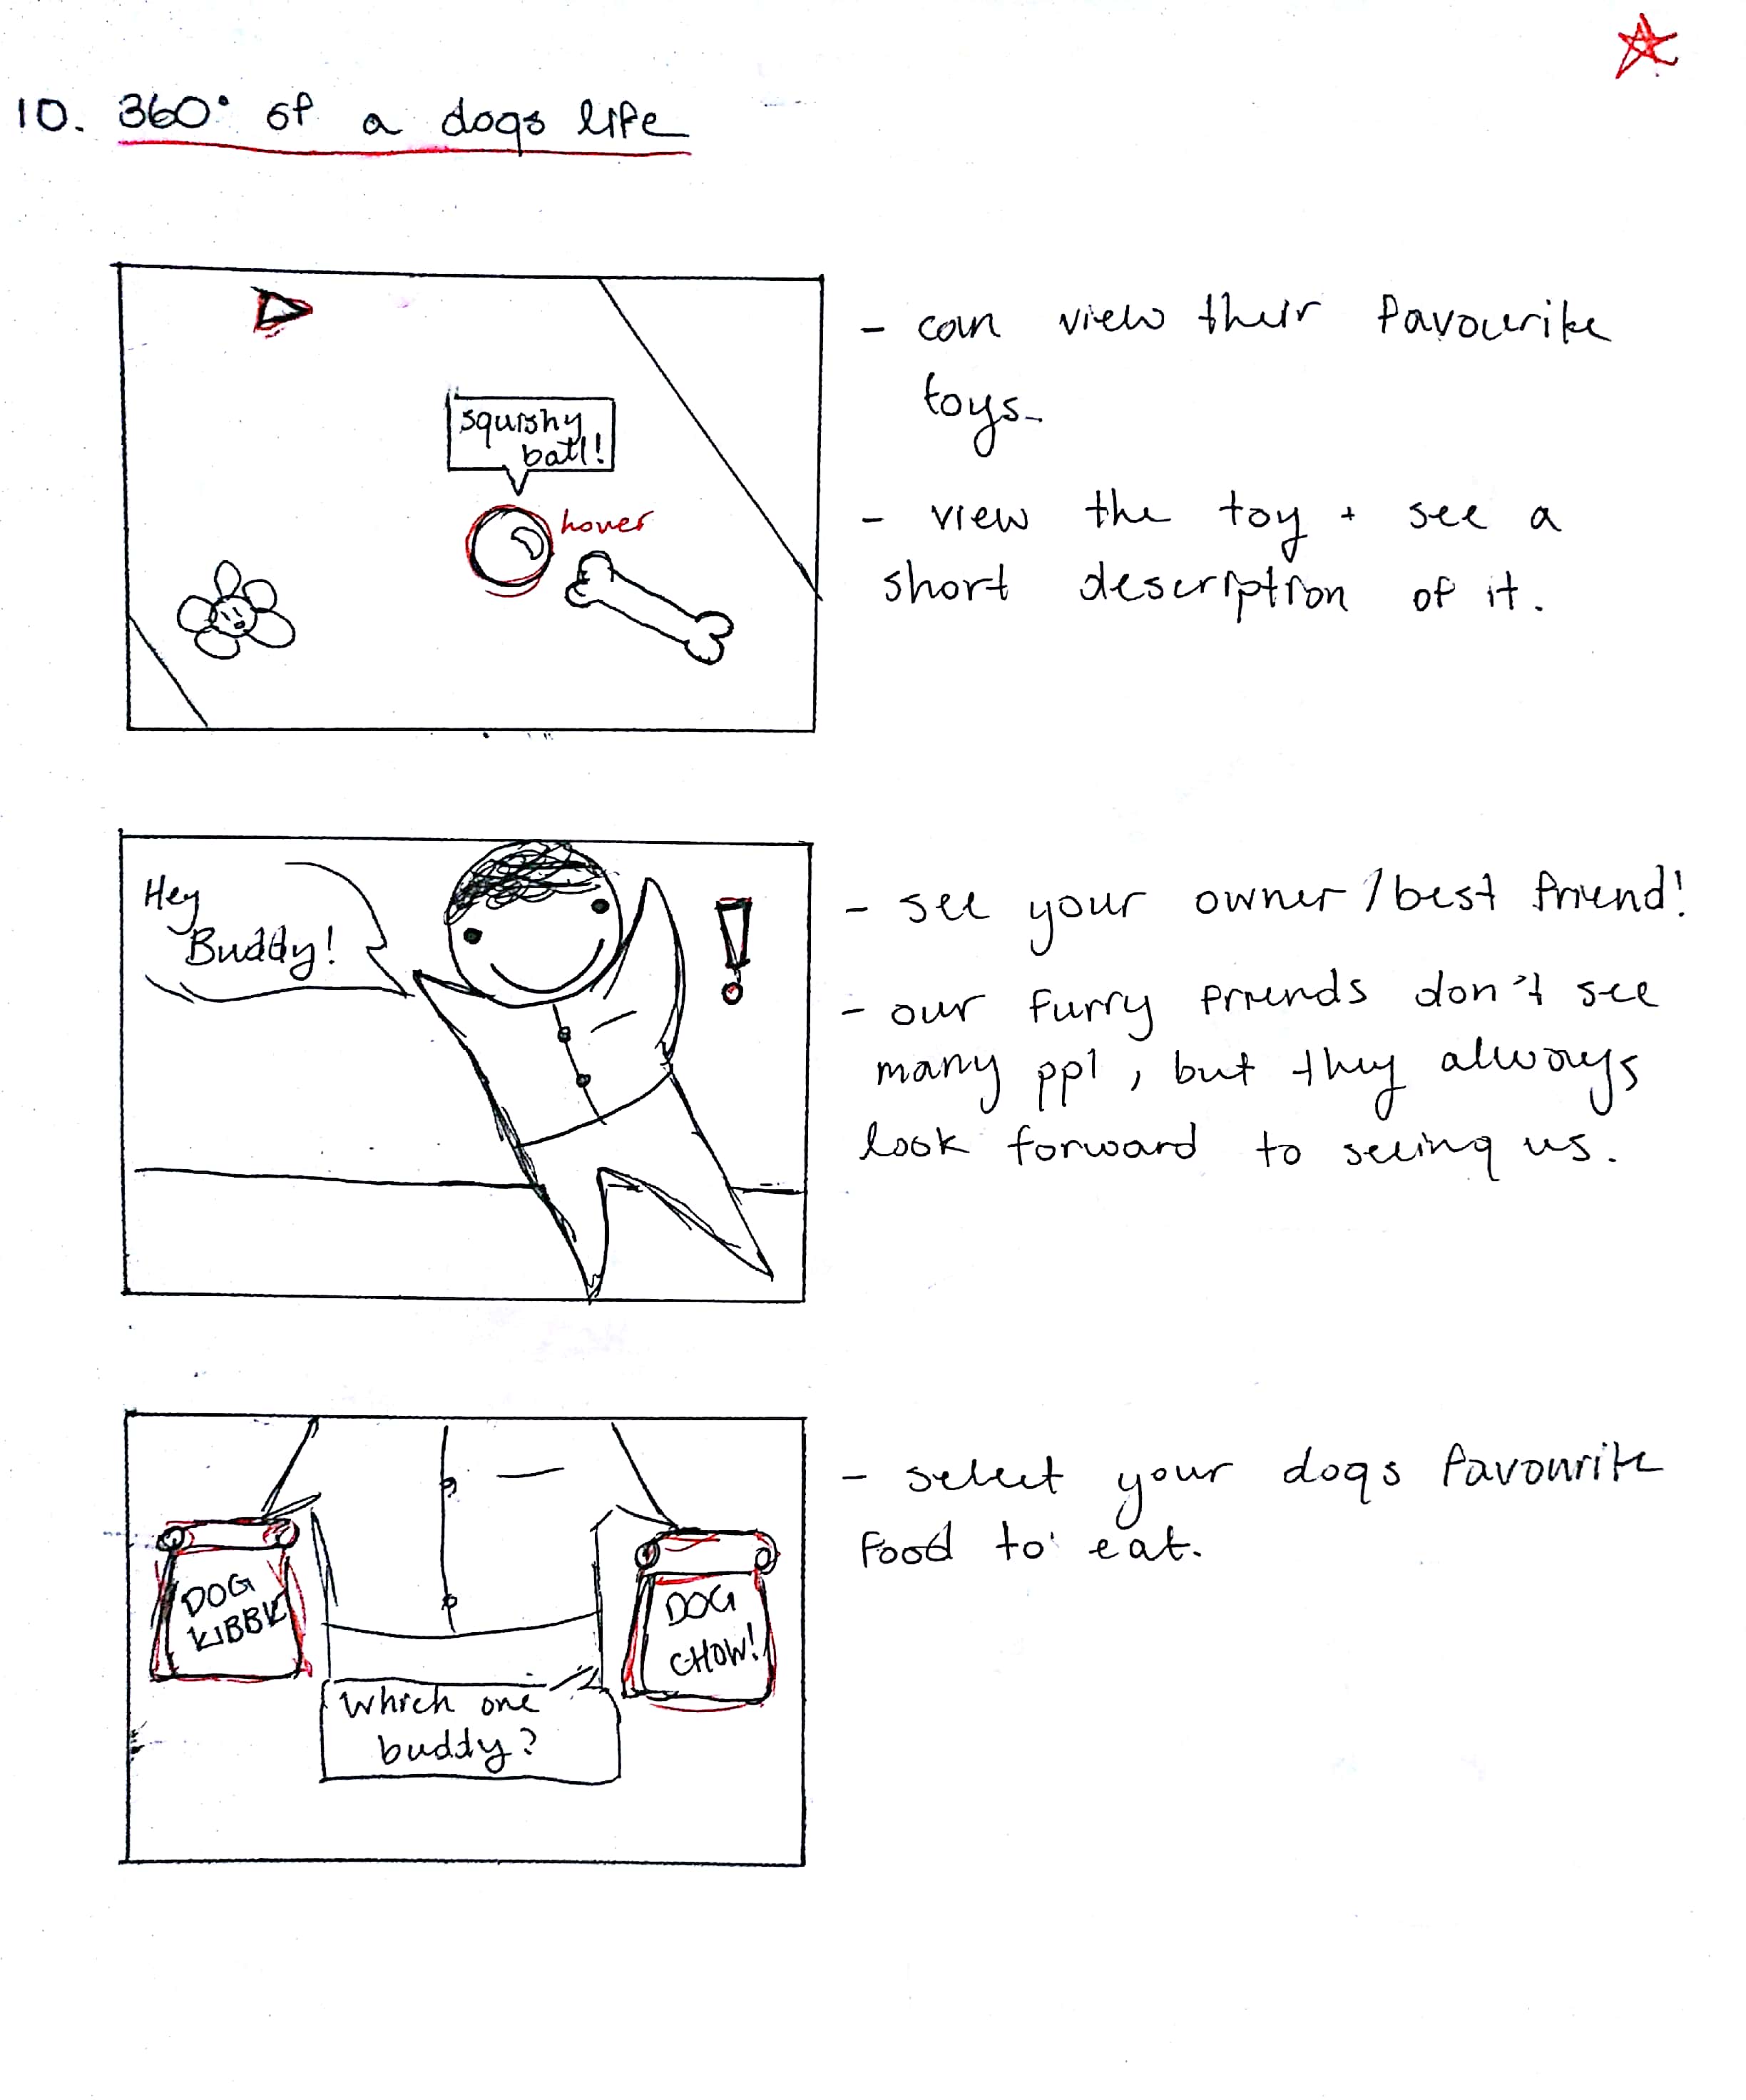 10. 360° of a dogs life
squishy
ball!
hover
- can view their favourite
toys.
- view the toy + see a
short description of it.
Hey
Buddy!
!
- see your owner/best friend!
- our furry friends don't see
many ppl, but they always
look forward to seeing us.
DOG
KIBBLE
DOG
CHOW!
Which one
buddy?
- select your dogs favourite
food to eat.